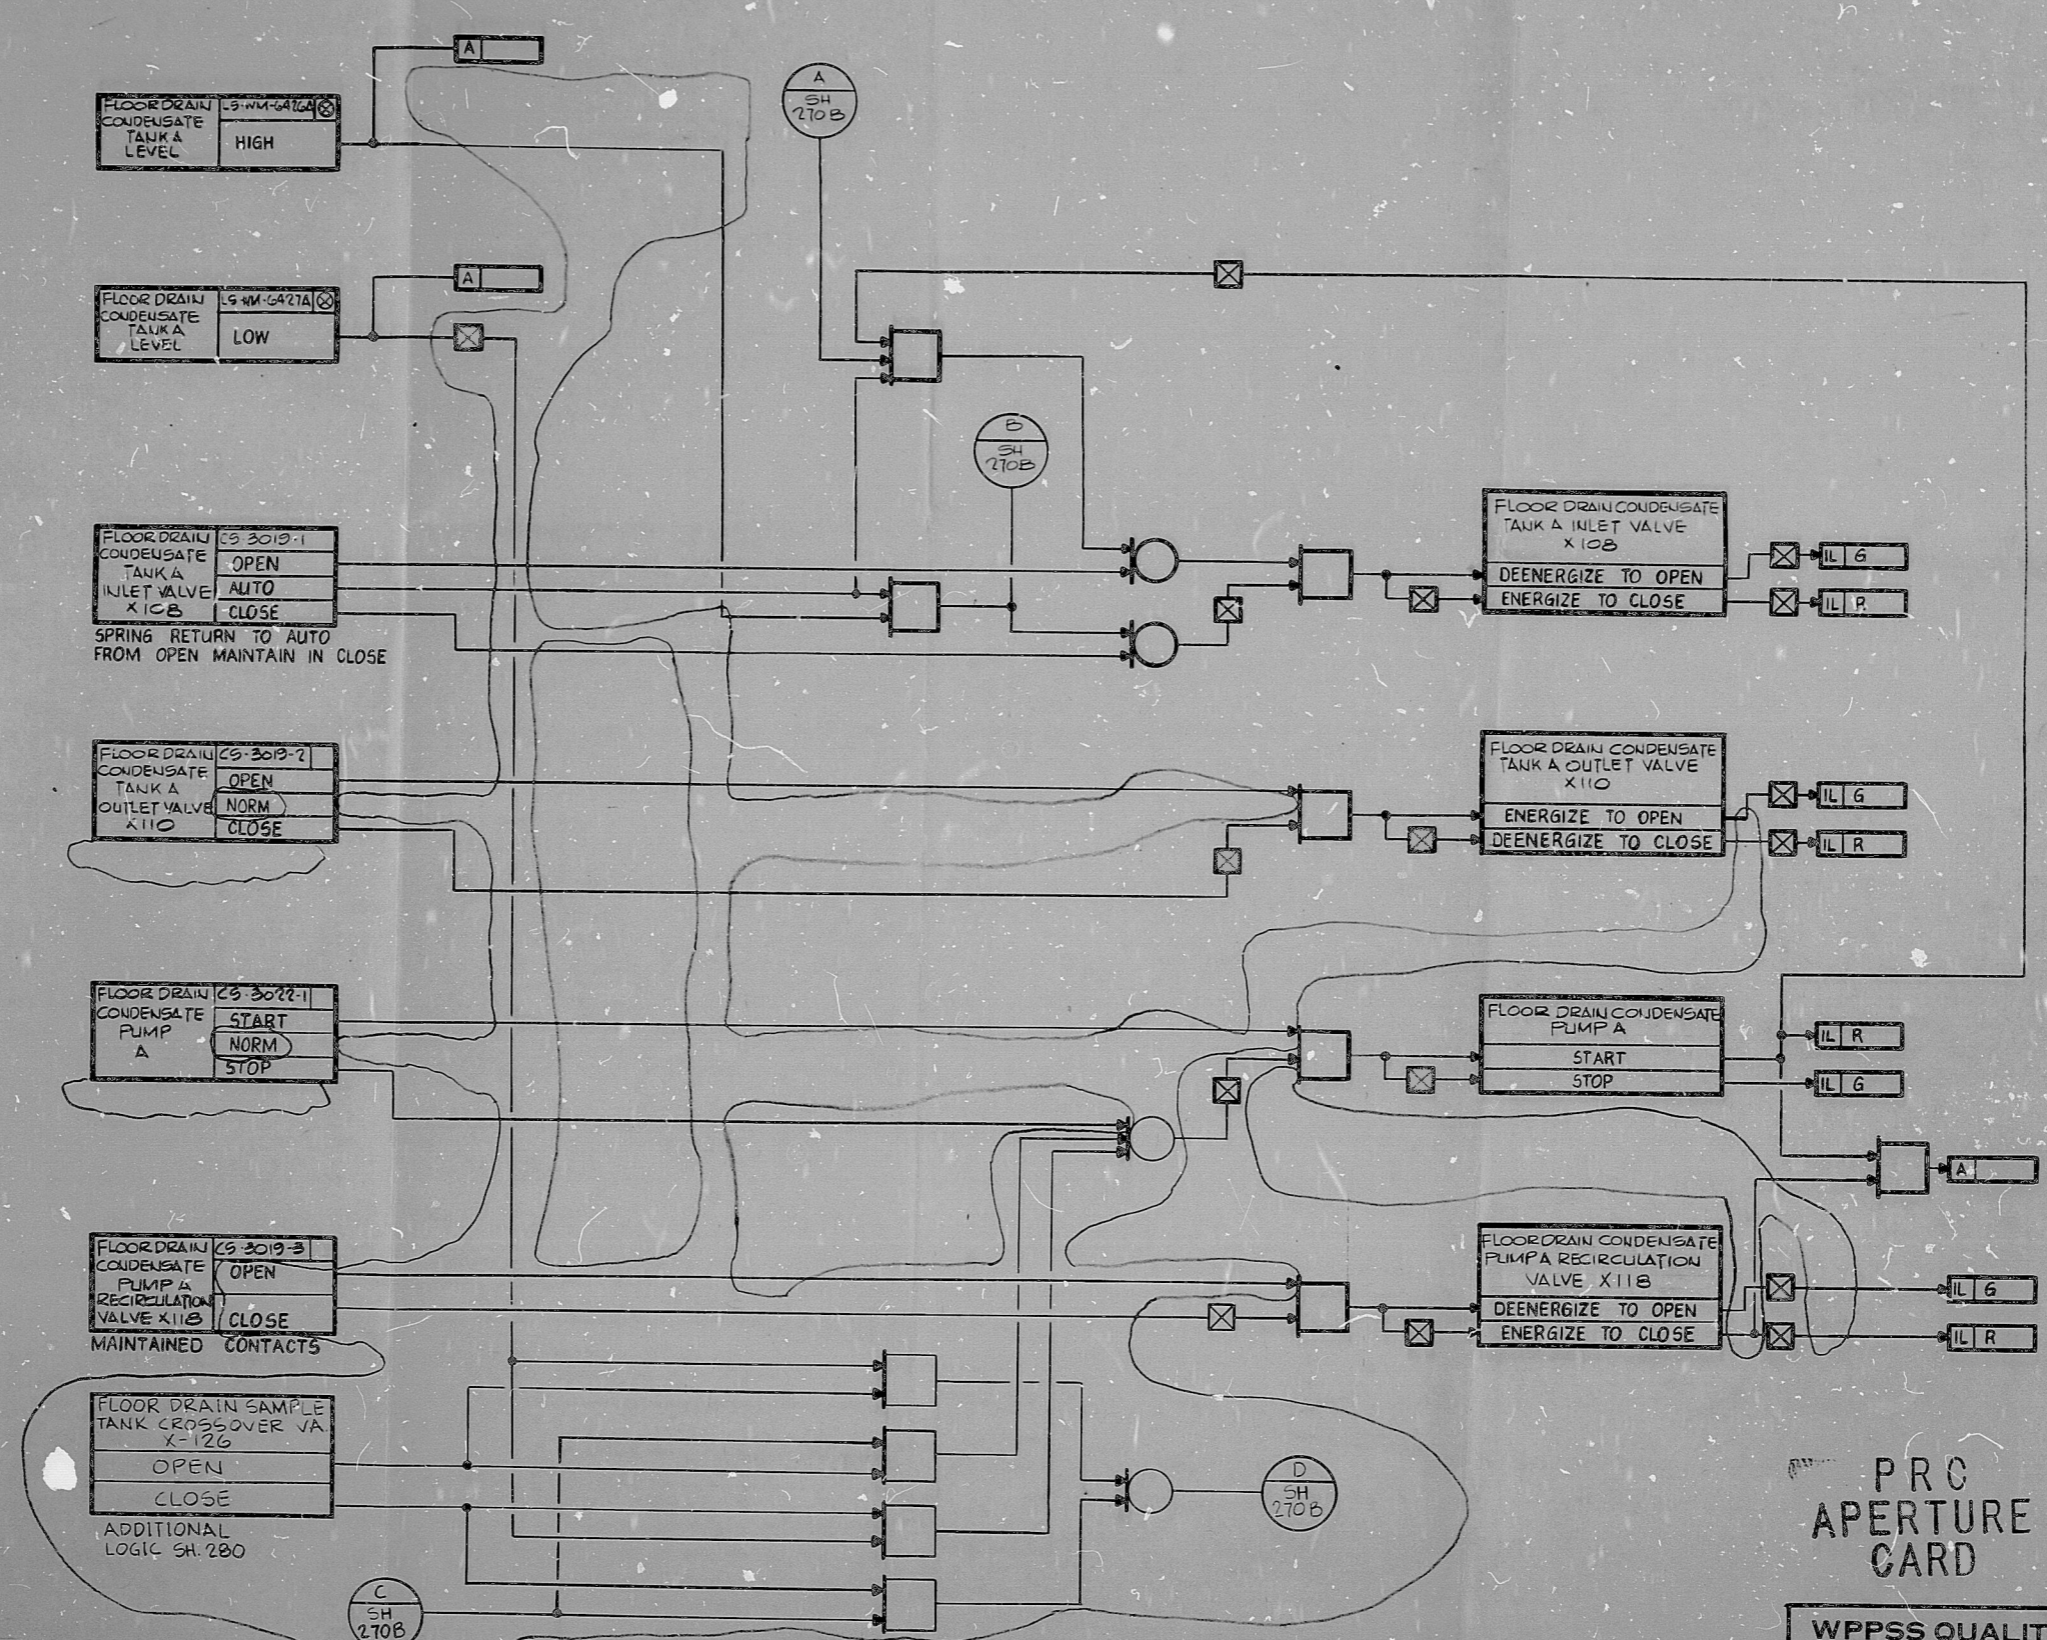 A
FLOOR DRAIN
CONDENSATE
TANK A
LEVEL
LS-WM-6426A
HIGH
A
SH
270B
A
FLOOR DRAIN
CONDENSATE
TANK A
LEVEL
LS-WM-6427A
LOW
B
SH
270B
FLOOR DRAIN
CONDENSATE
TANK A
INLET VALVE
X108
CS-3019-1
OPEN
AUTO
CLOSE
SPRING RETURN TO AUTO
FROM OPEN MAINTAIN IN CLOSE
FLOOR DRAIN CONDENSATE
TANK A INLET VALVE
X108
DEENERGIZE TO OPEN
ENERGIZE TO CLOSE
IL G
IL R
FLOOR DRAIN
CONDENSATE
TANK A
OUTLET VALVE
X110
CS-3019-2
OPEN
NORM
CLOSE
FLOOR DRAIN CONDENSATE
TANK A OUTLET VALVE
X110
ENERGIZE TO OPEN
DEENERGIZE TO CLOSE
IL G
IL R
FLOOR DRAIN
CONDENSATE
PUMP
A
CS-3022-1
START
NORM
STOP
FLOOR DRAIN CONDENSATE
PUMP A
START
STOP
IL R
IL G
A
FLOOR DRAIN
CONDENSATE
PUMP A
RECIRCULATION
VALVE X118
CS-3019-3
OPEN
CLOSE
MAINTAINED CONTACTS
FLOOR DRAIN CONDENSATE
PUMP A RECIRCULATION
VALVE X118
DEENERGIZE TO OPEN
ENERGIZE TO CLOSE
IL G
IL R
FLOOR DRAIN SAMPLE
TANK CROSSOVER VA.
X-126
OPEN
CLOSE
ADDITIONAL
LOGIC SH. 280
C
SH
270B
D
SH
270B
PRC
APERTURE
CARD
WPPSS QUALIT